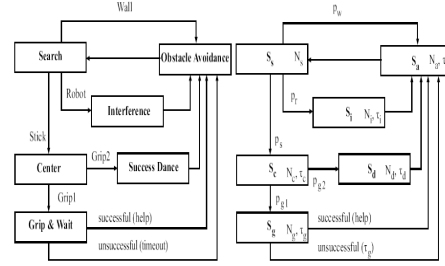 Wall
Search
Obstacle Avoidance
Robot
Interference
Stick
Center
Grip2
Success Dance
Grip1
Grip & Wait
successful (help)
unsuccessful (timeout)
p_w
S_s N_s
S_a N_a, τ
p_r
S_i N_i, τ_i
p_s
S_c N_c, τ_c
p_g2
S_d N_d, τ_d
p_g1
S_g N_g, τ_g
successful (help)
unsuccessful (τ_g)